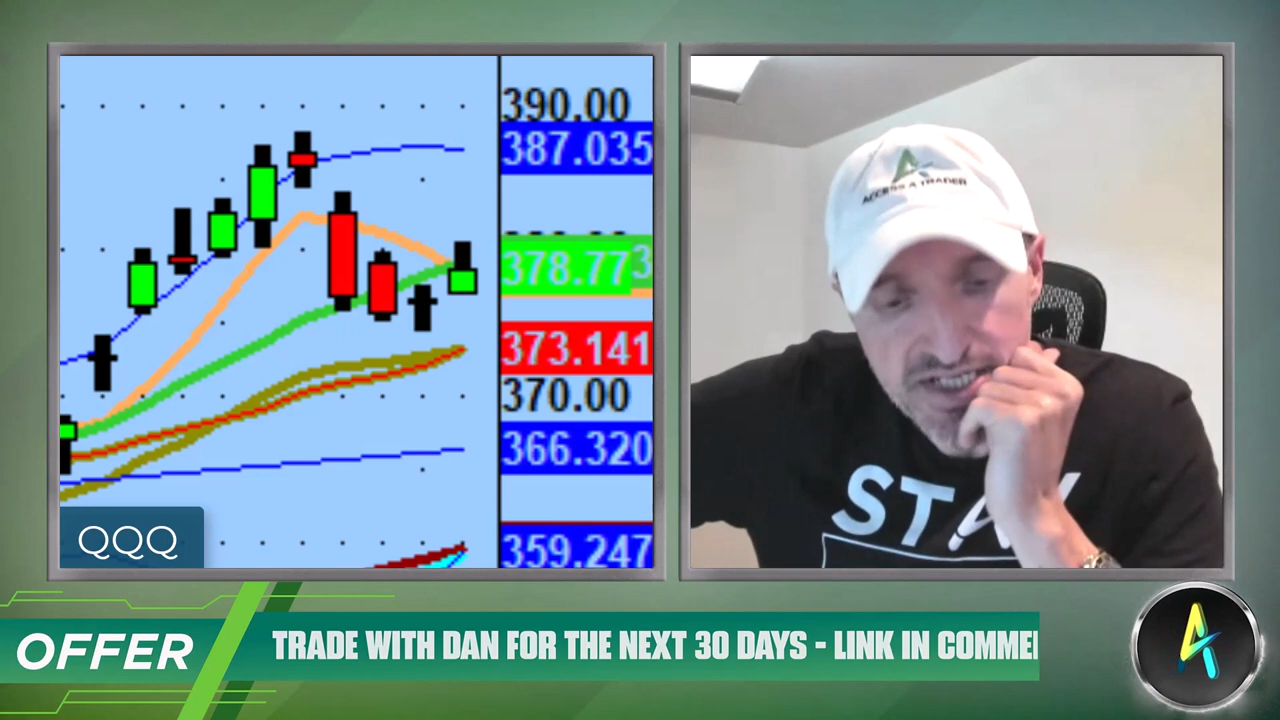 390.00
387.035
378.77
373.141
370.00
366.320
359.247
QQQ
ACCESS A TRADER
STAY
OFFER
TRADE WITH DAN FOR THE NEXT 30 DAYS - LINK IN COMME